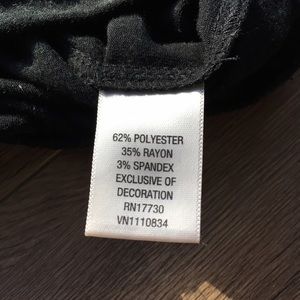 62% POLYESTER
35% RAYON
3% SPANDEX
EXCLUSIVE OF
DECORATION
RN17730
VN1110834